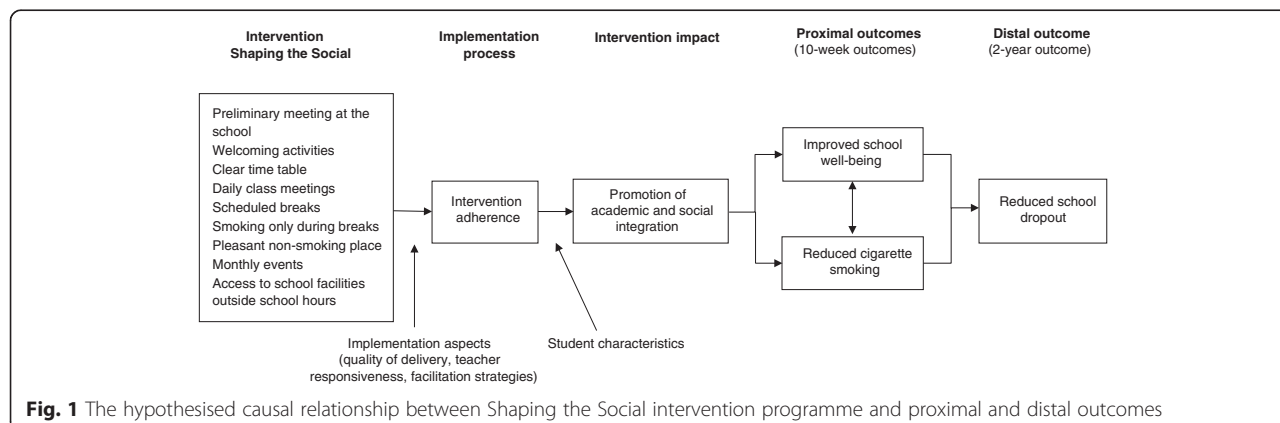 Intervention
Shaping the Social
Implementation
process
Intervention impact
Proximal outcomes
(10-week outcomes)
Distal outcome
(2-year outcome)
Preliminary meeting at the
school
Welcoming activities
Clear time table
Daily class meetings
Scheduled breaks
Smoking only during breaks
Pleasant non-smoking place
Monthly events
Access to school facilities
outside school hours
Intervention
adherence
Promotion of
academic and social
integration
Improved school
well-being
Reduced cigarette
smoking
Reduced school
dropout
Implementation aspects
(quality of delivery, teacher
responsiveness, facilitation strategies)
Student characteristics
Fig. 1 The hypothesised causal relationship between Shaping the Social intervention programme and proximal and distal outcomes